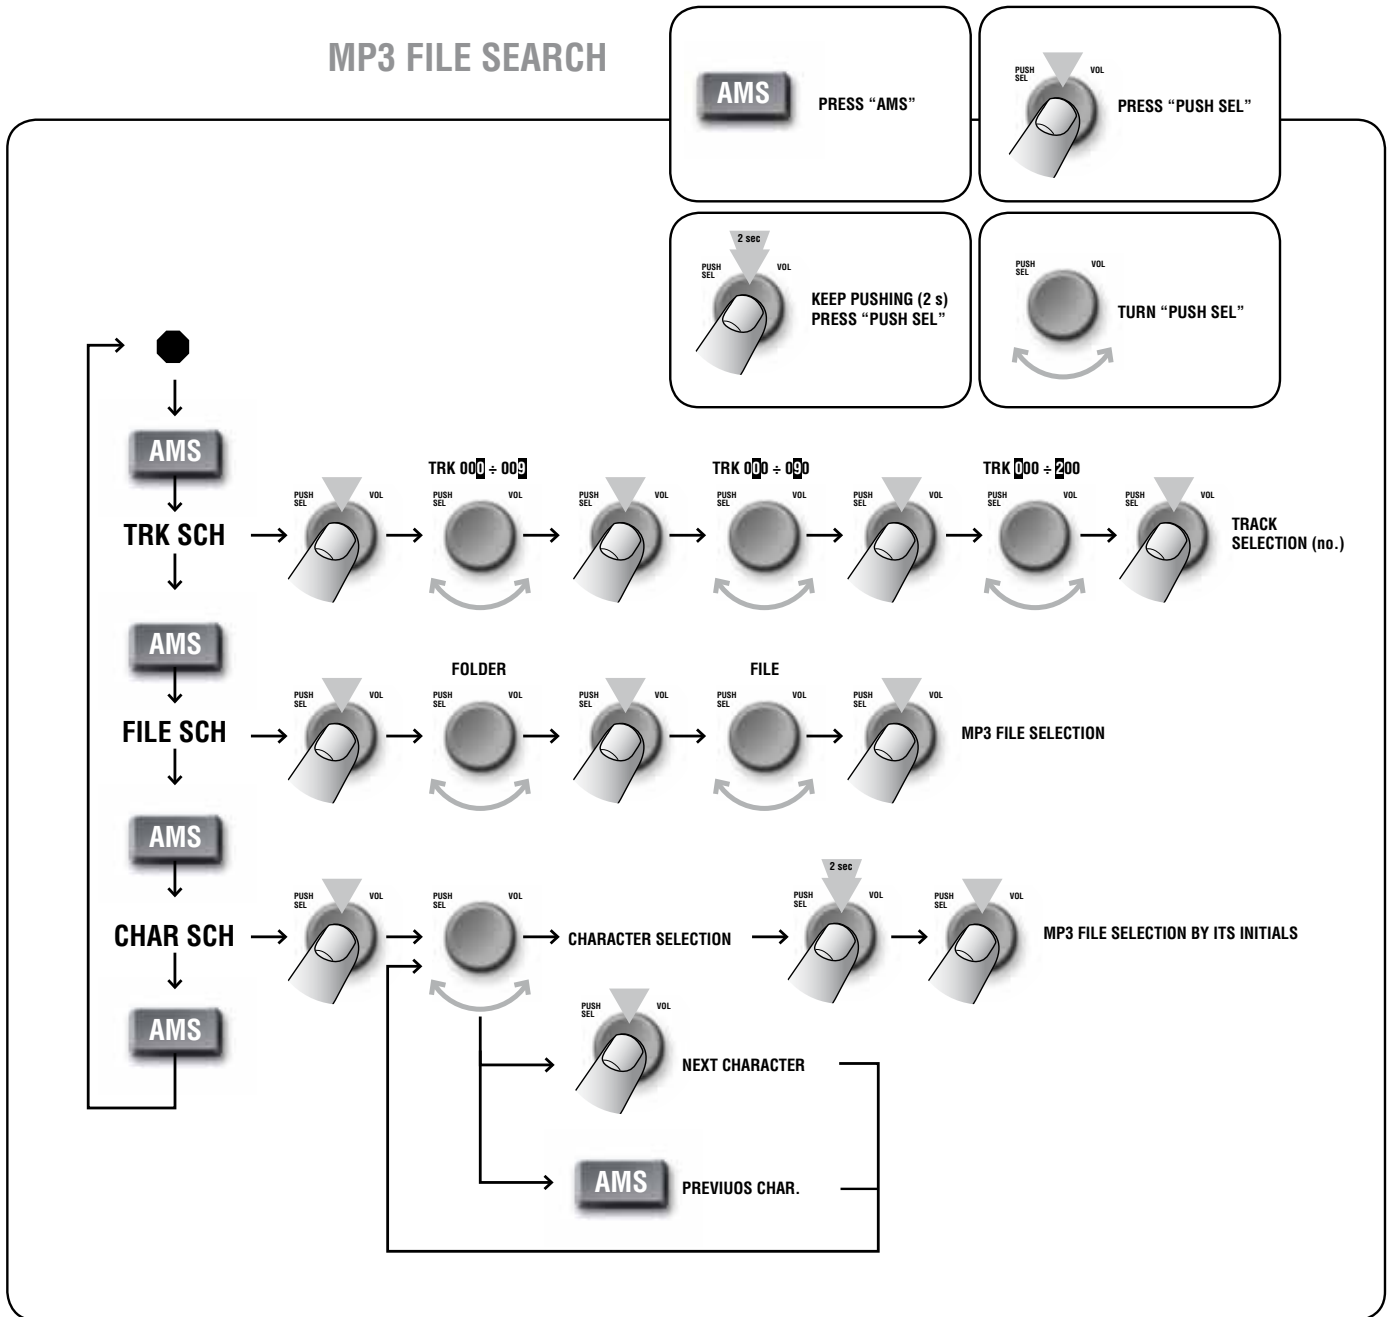 MP3 FILE SEARCH
AMS
PRESS “AMS”
PUSH SEL
VOL
PRESS “PUSH SEL”
2 sec
PUSH SEL
VOL
KEEP PUSHING (2 s)
PRESS “PUSH SEL”
PUSH SEL
VOL
TURN “PUSH SEL”
AMS
TRK 000 ÷ 009
TRK 000 ÷ 090
TRK 000 ÷ 200
PUSH SEL
VOL
PUSH SEL
VOL
PUSH SEL
VOL
PUSH SEL
VOL
PUSH SEL
VOL
PUSH SEL
VOL
PUSH SEL
VOL
TRK SCH
TRACK
SELECTION (no.)
AMS
FOLDER
FILE
PUSH SEL
VOL
PUSH SEL
VOL
PUSH SEL
VOL
PUSH SEL
VOL
PUSH SEL
VOL
FILE SCH
MP3 FILE SELECTION
AMS
2 sec
PUSH SEL
VOL
PUSH SEL
VOL
PUSH SEL
VOL
PUSH SEL
VOL
CHAR SCH
CHARACTER SELECTION
MP3 FILE SELECTION BY ITS INITIALS
AMS
PUSH SEL
VOL
NEXT CHARACTER
AMS
PREVIUOS CHAR.